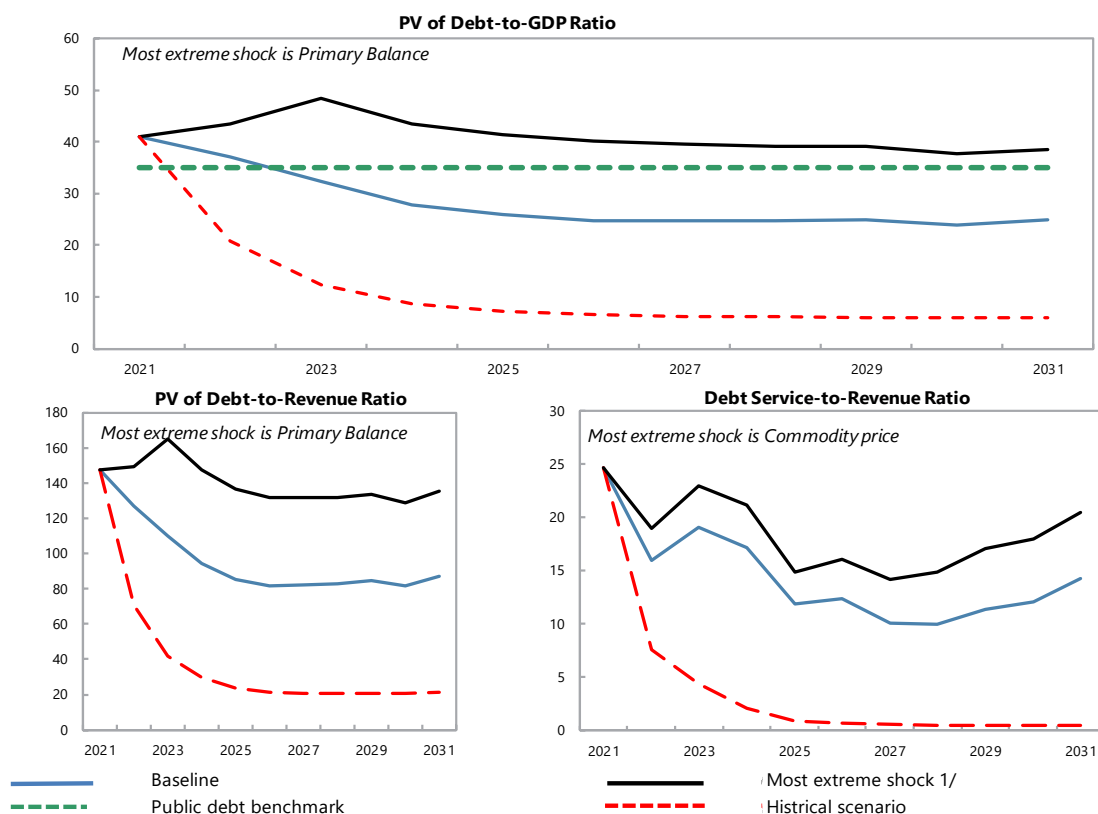 PV of Debt-to-GDP Ratio
Most extreme shock is Primary Balance
60
50
40
30
20
10
0
2021 2023 2025 2027 2029 2031
PV of Debt-to-Revenue Ratio
Most extreme shock is Primary Balance
180
160
140
120
100
80
60
40
20
0
2021 2023 2025 2027 2029 2031
Debt Service-to-Revenue Ratio
Most extreme shock is Commodity price
30
25
20
15
10
5
0
2021 2023 2025 2027 2029 2031
Baseline
Public debt benchmark
Most extreme shock 1/
Histrical scenario